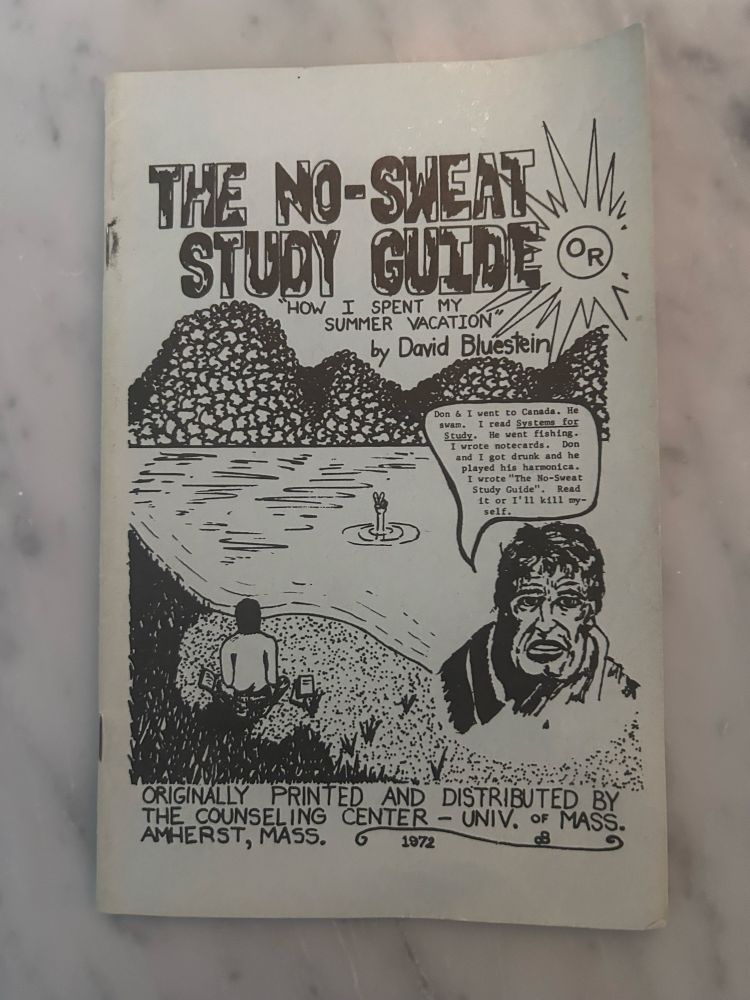 THE NO-SWEAT
STUDY GUIDE
OR
"HOW I SPENT MY
SUMMER VACATION"
by David Bluestein
Don & I went to Canada. He
swam. I read Systems for
Study. He went fishing.
I wrote notecards. Don
and I got drunk and he
played his harmonica.
I wrote "The No-Sweat
Study Guide". Read
it or I'll kill my-
self.
ORIGINALLY PRINTED AND DISTRIBUTED BY
THE COUNSELING CENTER – UNIV. OF MASS.
AMHERST, MASS.
1972